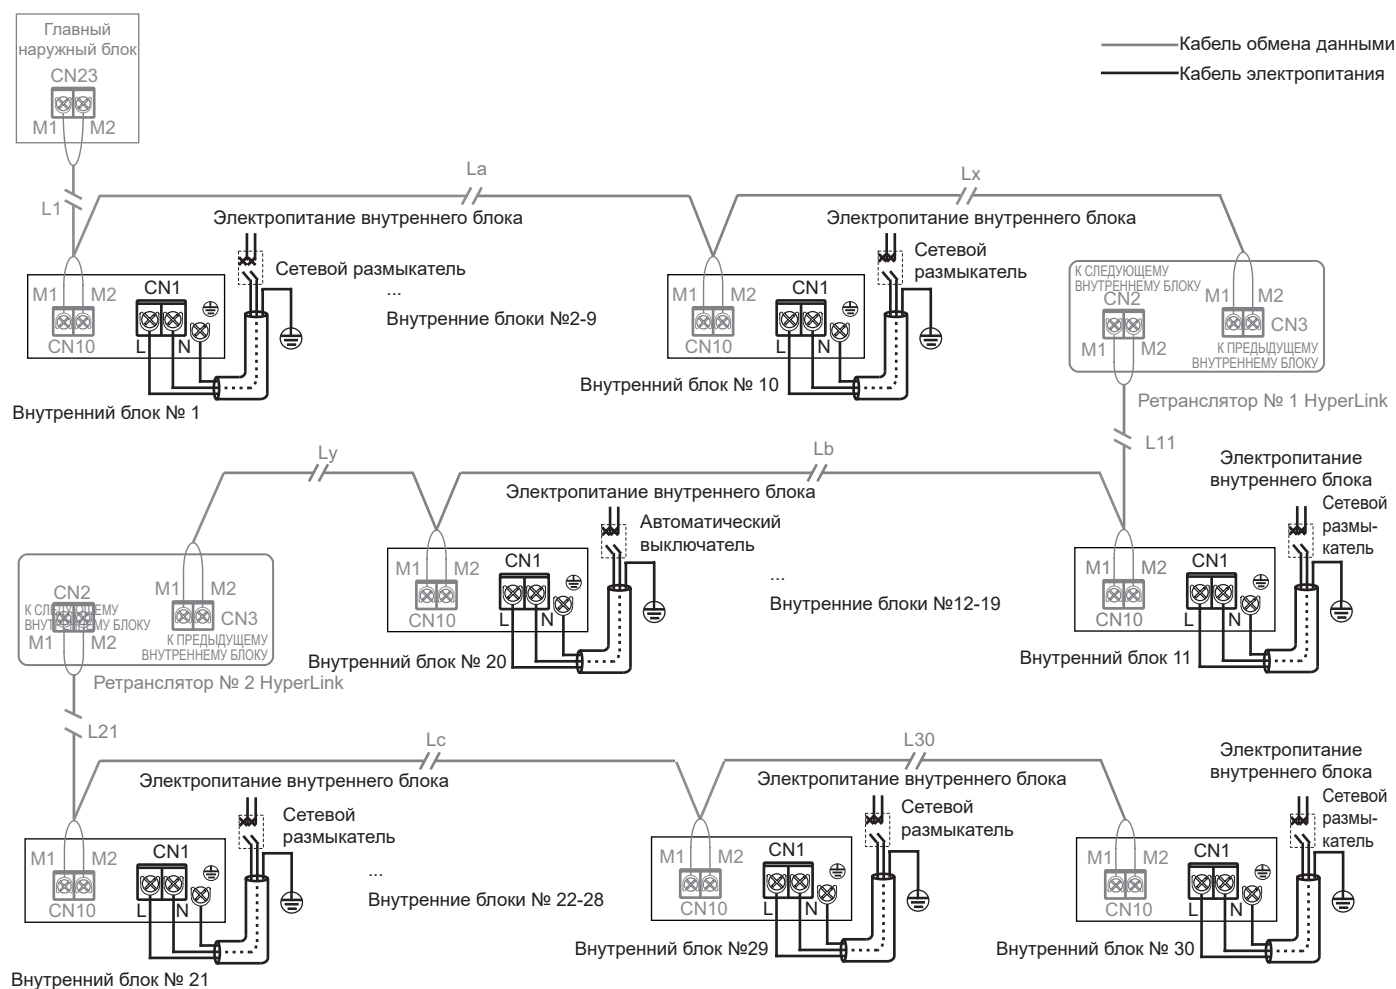 Главный
наружный блок
CN23
M1 M2
Кабель обмена данными
Кабель электропитания
L1
La
Lx
Электропитание внутреннего блока
Сетевой размыкатель
...
Внутренние блоки №2-9
M1 M2
CN1
CN10
L N
Внутренний блок № 1
Электропитание внутреннего блока
Сетевой
размыкатель
M1 M2
CN1
CN10
L N
Внутренний блок № 10
К СЛЕДУЮЩЕМУ
ВНУТРЕННЕМУ БЛОКУ
CN2
M1 M2
M1 M2
CN3
К ПРЕДЫДУЩЕМУ
ВНУТРЕННЕМУ БЛОКУ
Ретранслятор № 1 HyperLink
L11
Ly
Lb
Электропитание
внутреннего блока
Сетевой
размы-
катель
M1 M2
CN1
CN10
L N
Внутренний блок 11
...
Внутренние блоки №12-19
Электропитание внутреннего блока
Автоматический
выключатель
M1 M2
CN1
CN10
L N
Внутренний блок № 20
CN2
К СЛЕДУЮЩЕМУ
ВНУТРЕННЕМУ БЛОКУ
M1 M2
M1 M2
CN3
К ПРЕДЫДУЩЕМУ
ВНУТРЕННЕМУ БЛОКУ
Ретранслятор № 2 HyperLink
L21
Lc
L30
Электропитание внутреннего блока
Сетевой
размыкатель
...
Внутренние блоки № 22-28
M1 M2
CN1
CN10
L N
Внутренний блок № 21
Электропитание внутреннего блока
Сетевой
размыкатель
M1 M2
CN1
CN10
L N
Внутренний блок №29
Электропитание
внутреннего блока
Сетевой
размы-
катель
M1 M2
CN1
CN10
L N
Внутренний блок № 30